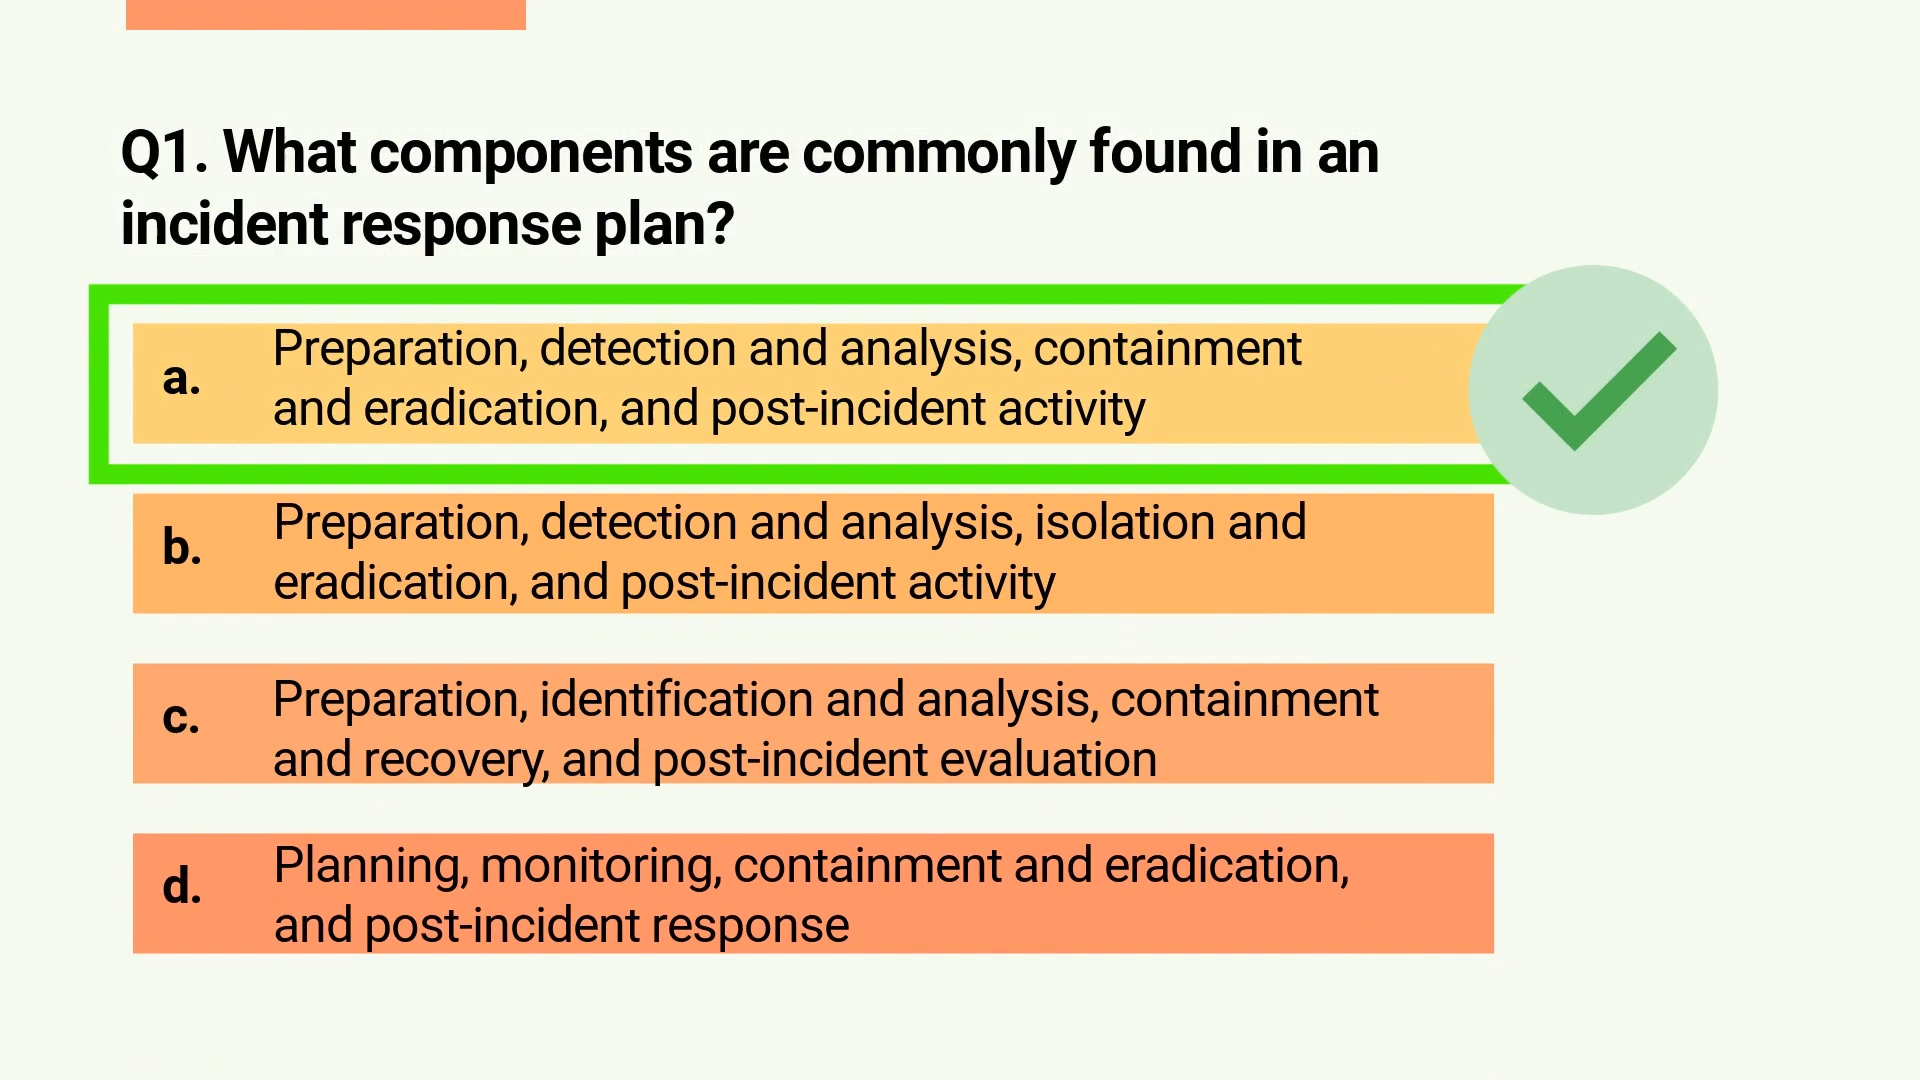 Q1. What components are commonly found in an
incident response plan?
a. Preparation, detection and analysis, containment
and eradication, and post-incident activity
b. Preparation, detection and analysis, isolation and
eradication, and post-incident activity
c. Preparation, identification and analysis, containment
and recovery, and post-incident evaluation
d. Planning, monitoring, containment and eradication,
and post-incident response